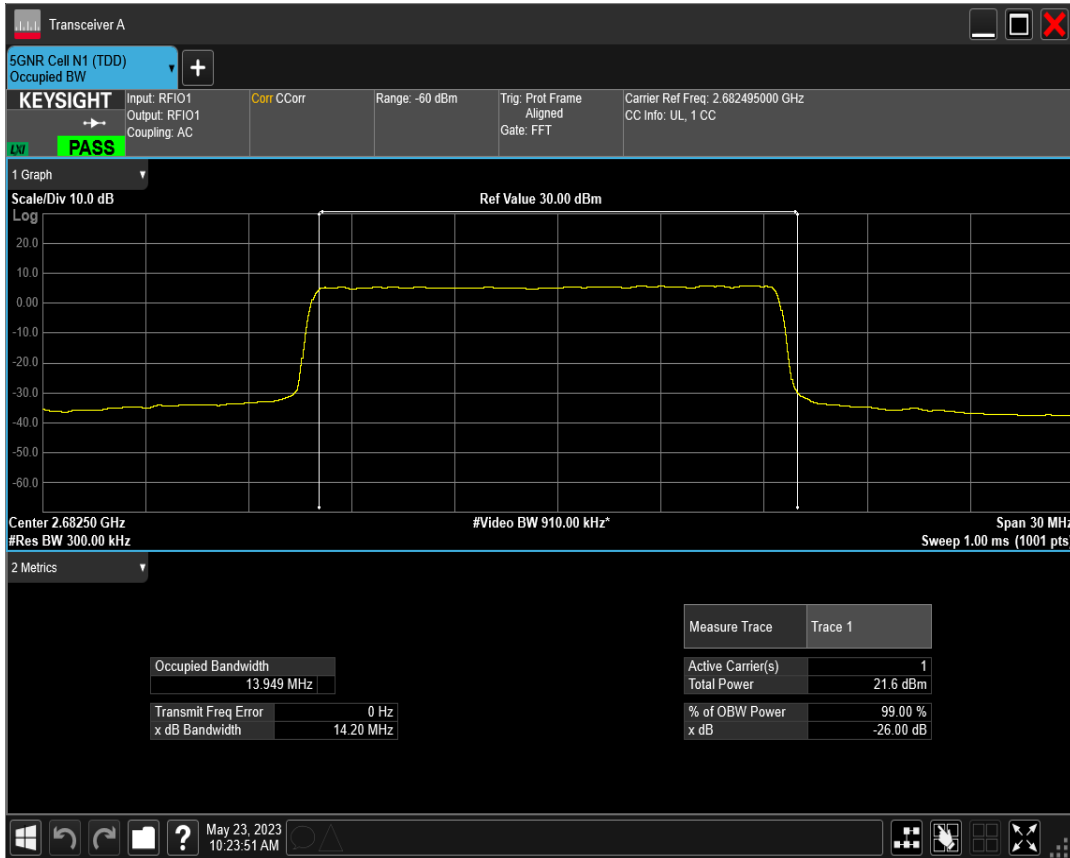 Transceiver A
5GNR Cell N1 (TDD)
Occupied BW
+
KEYSIGHT
LXI
PASS
Input: RFIO1
Output: RFIO1
Coupling: AC
Corr CCorr
Range: -60 dBm
Trig: Prot Frame
Aligned
Gate: FFT
Carrier Ref Freq: 2.682495000 GHz
CC Info: UL, 1 CC
1 Graph
Scale/Div 10.0 dB
Ref Value 30.00 dBm
Log
20.0
10.0
0.00
-10.0
-20.0
-30.0
-40.0
-50.0
-60.0
Center 2.68250 GHz
#Video BW 910.00 kHz*
Span 30 MHz
#Res BW 300.00 kHz
Sweep 1.00 ms (1001 pts)
2 Metrics
Measure Trace Trace 1
Occupied Bandwidth
13.949 MHz
Active Carrier(s) 1
Total Power 21.6 dBm
Transmit Freq Error 0 Hz
x dB Bandwidth 14.20 MHz
% of OBW Power 99.00 %
x dB -26.00 dB
?
May 23, 2023
10:23:51 AM